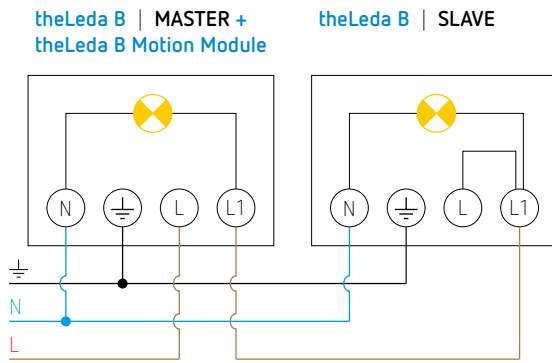 theLeda B | MASTER +
theLeda B Motion Module
theLeda B | SLAVE
N L L1
N L L1
N
L